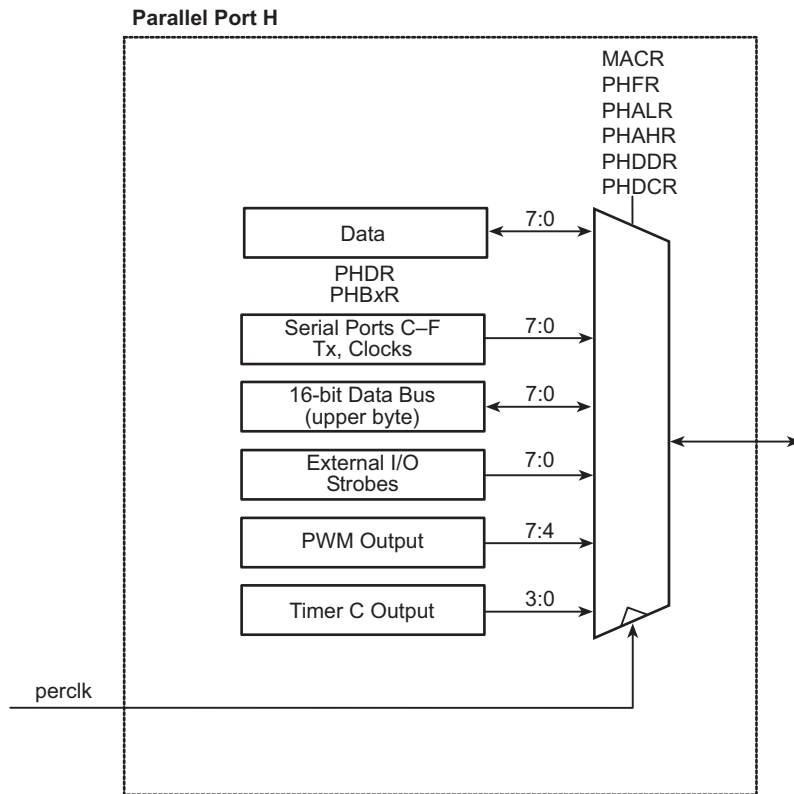 Parallel Port H
MACR
PHFR
PHALR
PHAHR
PHDDR
PHDCR
Data
7:0
PHDR
PHBxR
Serial Ports C–F
Tx, Clocks
7:0
16-bit Data Bus
(upper byte)
7:0
External I/O
Strobes
7:0
PWM Output
7:4
Timer C Output
3:0
perclk